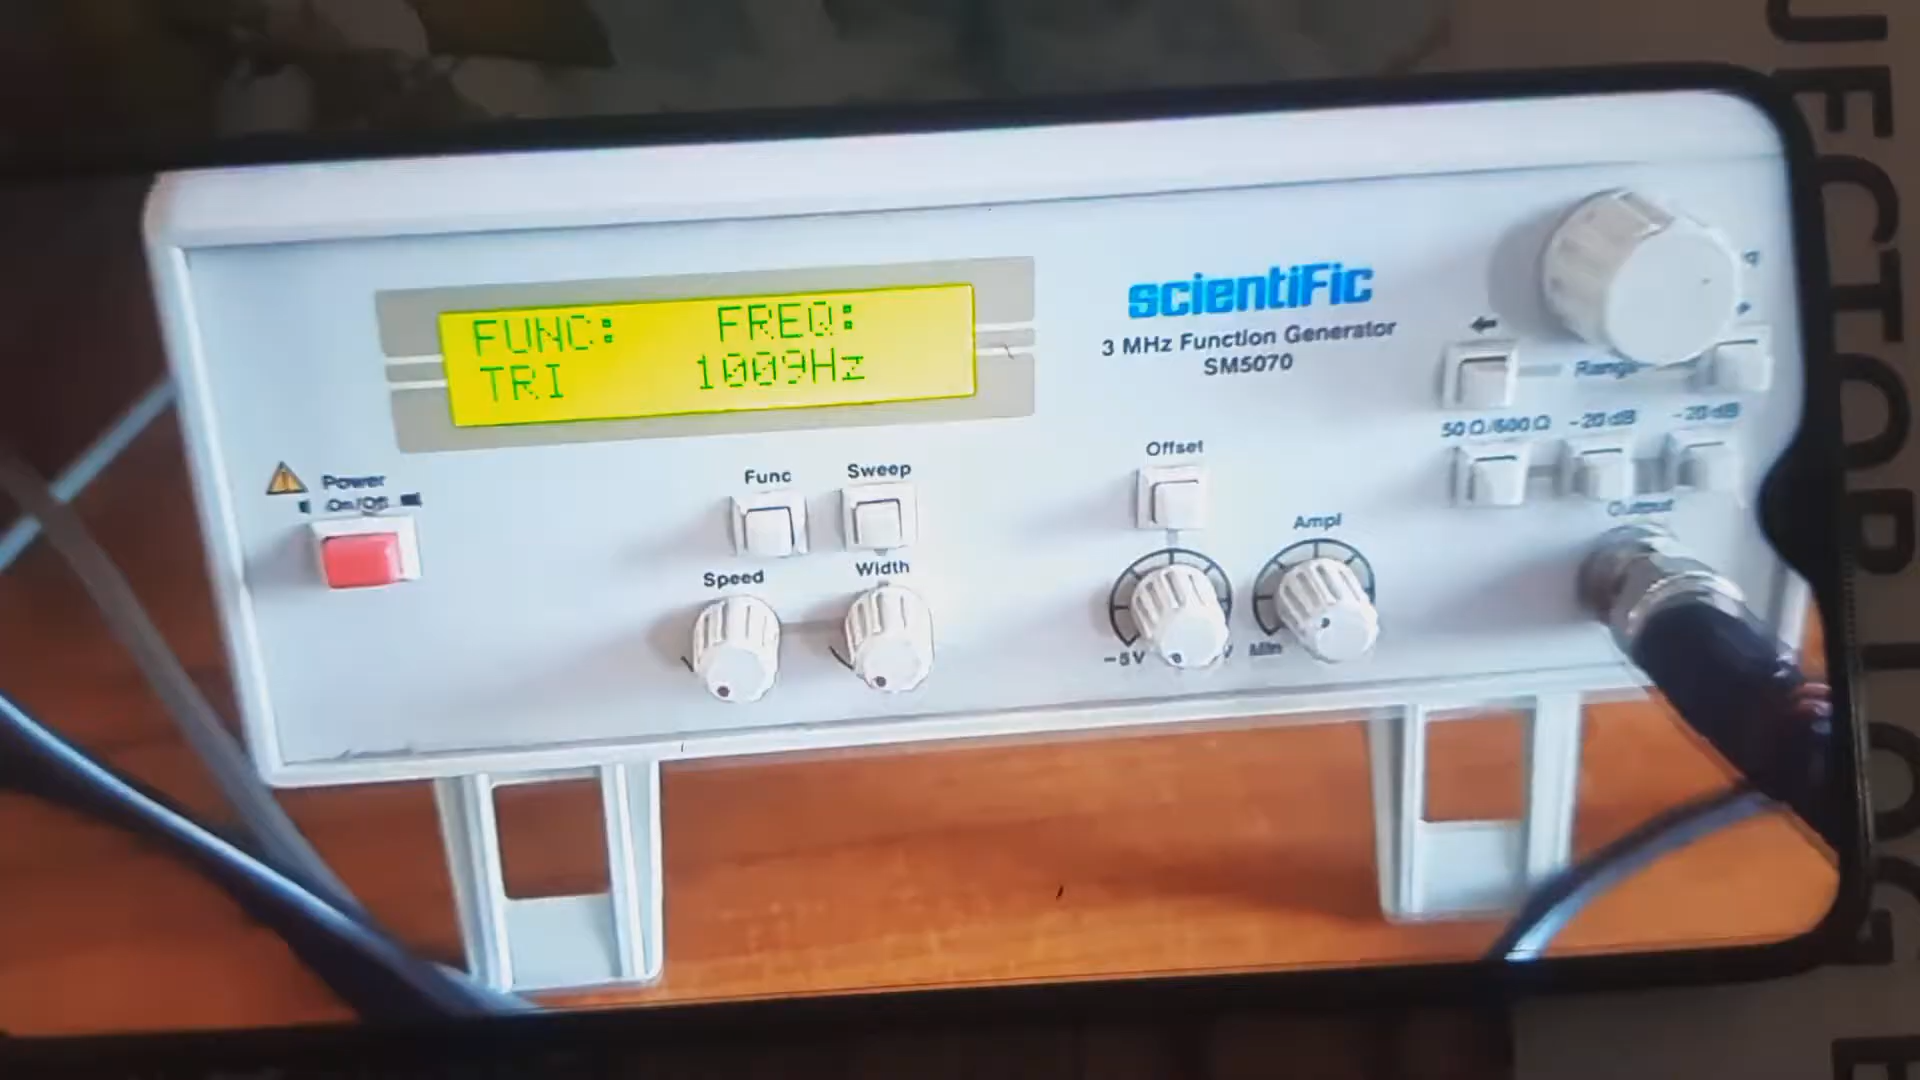 FUNC: FREQ:
TRI 1009Hz
scientiFic
3 MHz Function Generator
SM5070
Range
50 Ω/600 Ω -20 dB -20 dB
Offset
Output
Func Sweep
Power
On/Off
Ampl
Speed Width
-5V
Min